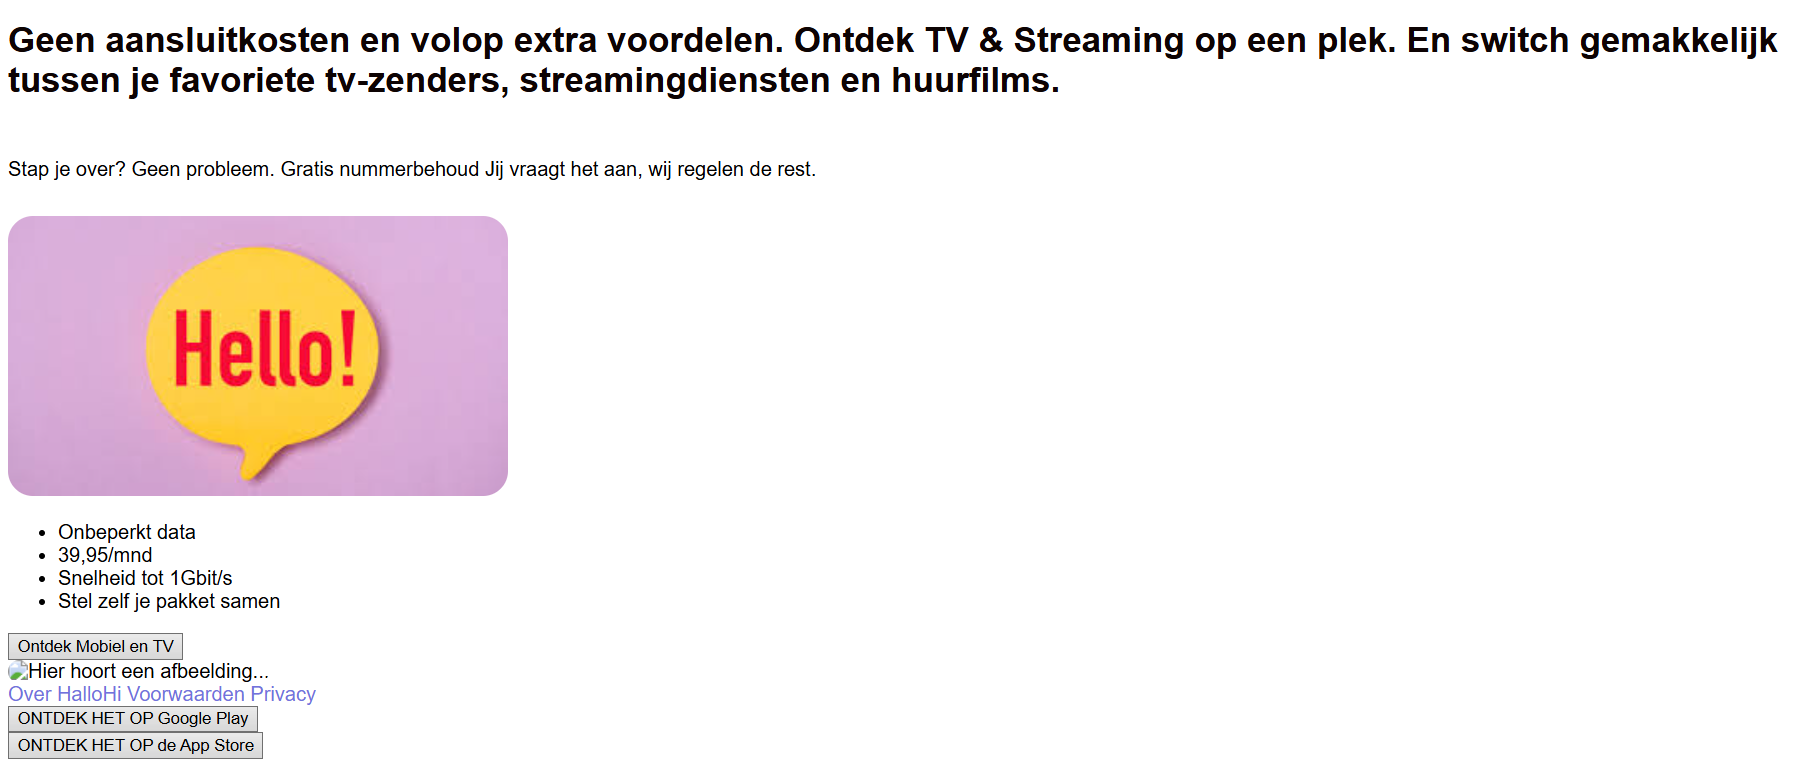 Geen aansluitkosten en volop extra voordelen. Ontdek TV & Streaming op een plek. En switch gemakkelijk
tussen je favoriete tv-zenders, streamingdiensten en huurfilms.
Stap je over? Geen probleem. Gratis nummerbehoud Jij vraagt het aan, wij regelen de rest.
Hello!
Onbeperkt data
39,95/mnd
Snelheid tot 1Gbit/s
Stel zelf je pakket samen
Ontdek Mobiel en TV
Hier hoort een afbeelding...
Over HalloHi Voorwaarden Privacy
ONTDEK HET OP Google Play
ONTDEK HET OP de App Store